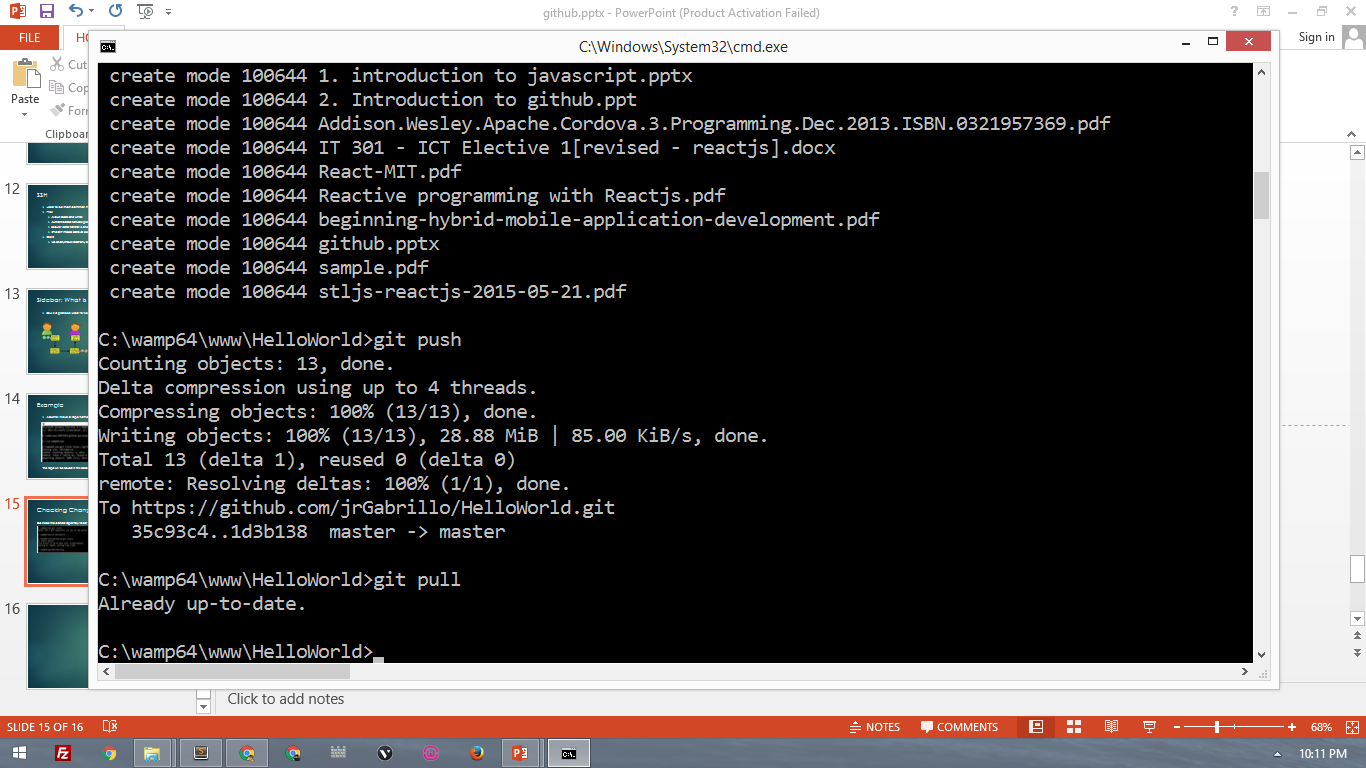 github.pptx - PowerPoint (Product Activation Failed)
FILE
Sign in
C:\Windows\System32\cmd.exe
Paste
Cut
Clipboar
create mode 100644 1. introduction to javascript.pptx
create mode 100644 2. Introduction to github.ppt
create mode 100644 Addison.Wesley.Apache.Cordova.3.Programming.Dec.2013.ISBN.0321957369.pdf
create mode 100644 IT 301 - ICT Elective 1[revised - reactjs].docx
create mode 100644 React-MIT.pdf
create mode 100644 Reactive programming with Reactjs.pdf
create mode 100644 beginning-hybrid-mobile-application-development.pdf
create mode 100644 github.pptx
create mode 100644 sample.pdf
create mode 100644 stljs-reactjs-2015-05-21.pdf
C:\wamp64\www\HelloWorld>git push
Counting objects: 13, done.
Delta compression using up to 4 threads.
Compressing objects: 100% (13/13), done.
Writing objects: 100% (13/13), 28.88 MiB | 85.00 KiB/s, done.
Total 13 (delta 1), reused 0 (delta 0)
remote: Resolving deltas: 100% (1/1), done.
To https://github.com/jrGabrillo/HelloWorld.git
35c93c4..1d3b138  master -> master
C:\wamp64\www\HelloWorld>git pull
Already up-to-date.
C:\wamp64\www\HelloWorld>
12
SSH
13
Sidebar: What is
14
Example
15
Checking Chang
16
Click to add notes
SLIDE 15 OF 16
NOTES
COMMENTS
68%
10:11 PM